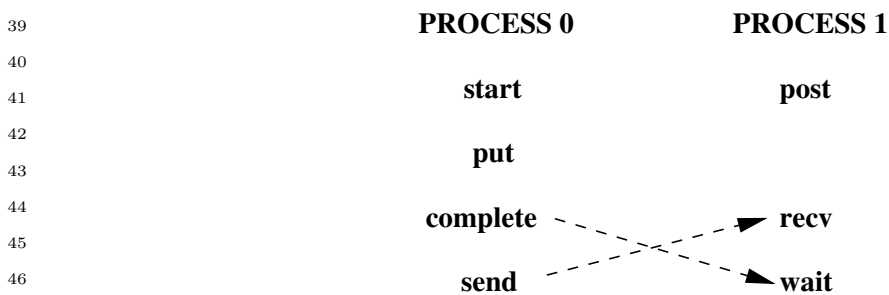 39 PROCESS 0 PROCESS 1
40
41 start post
42
43 put
44 complete recv
45
46 send wait